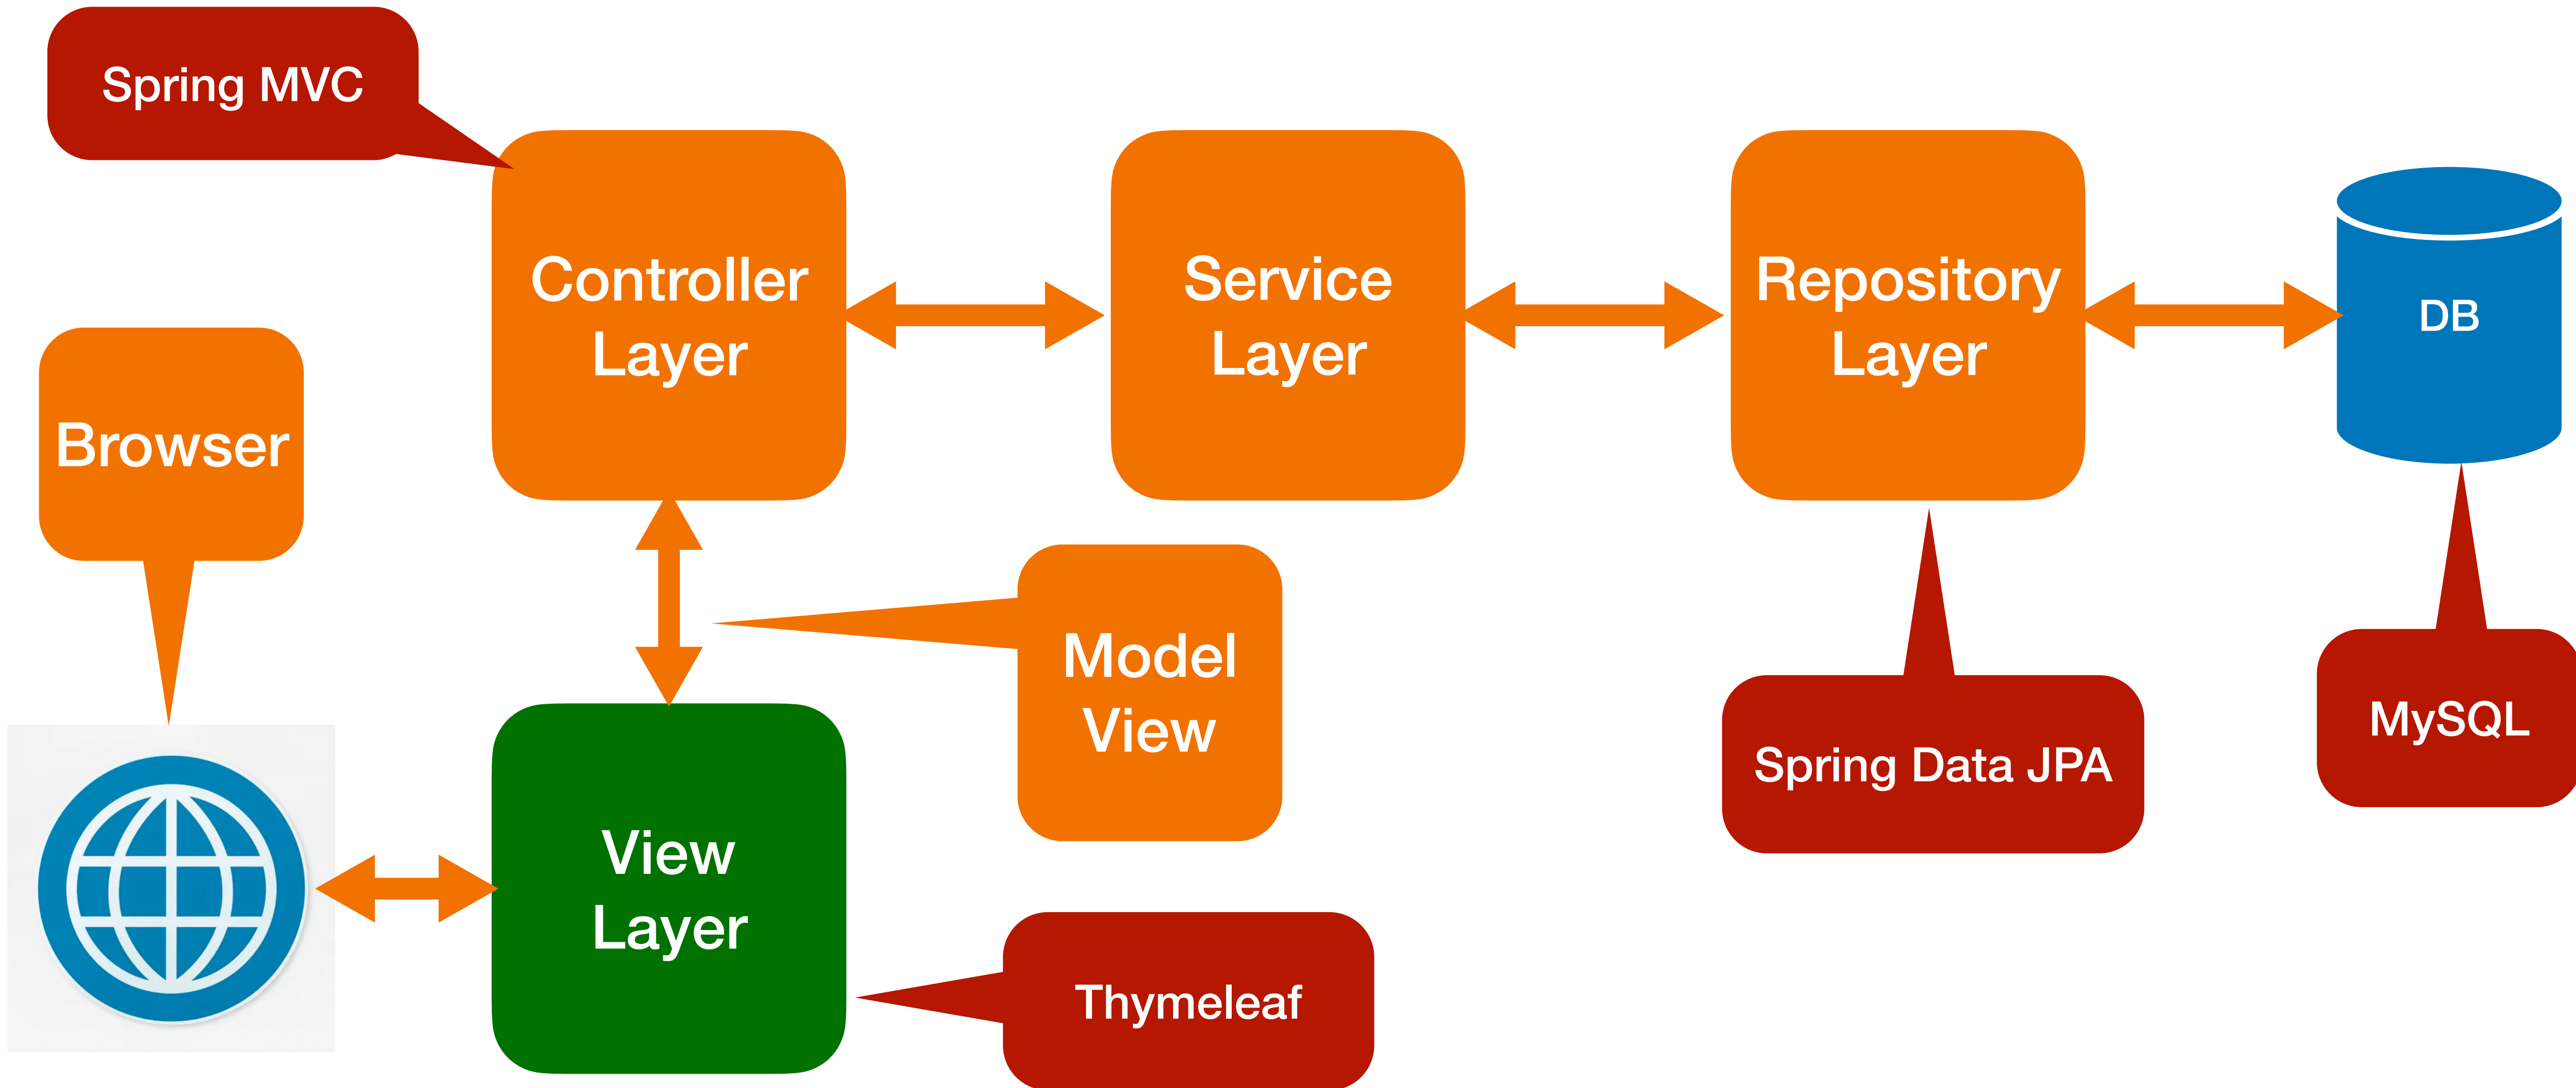 Spring MVC
Controller
Layer
Service
Layer
Repository
Layer
DB
Browser
Model
View
MySQL
Spring Data JPA
View
Layer
Thymeleaf